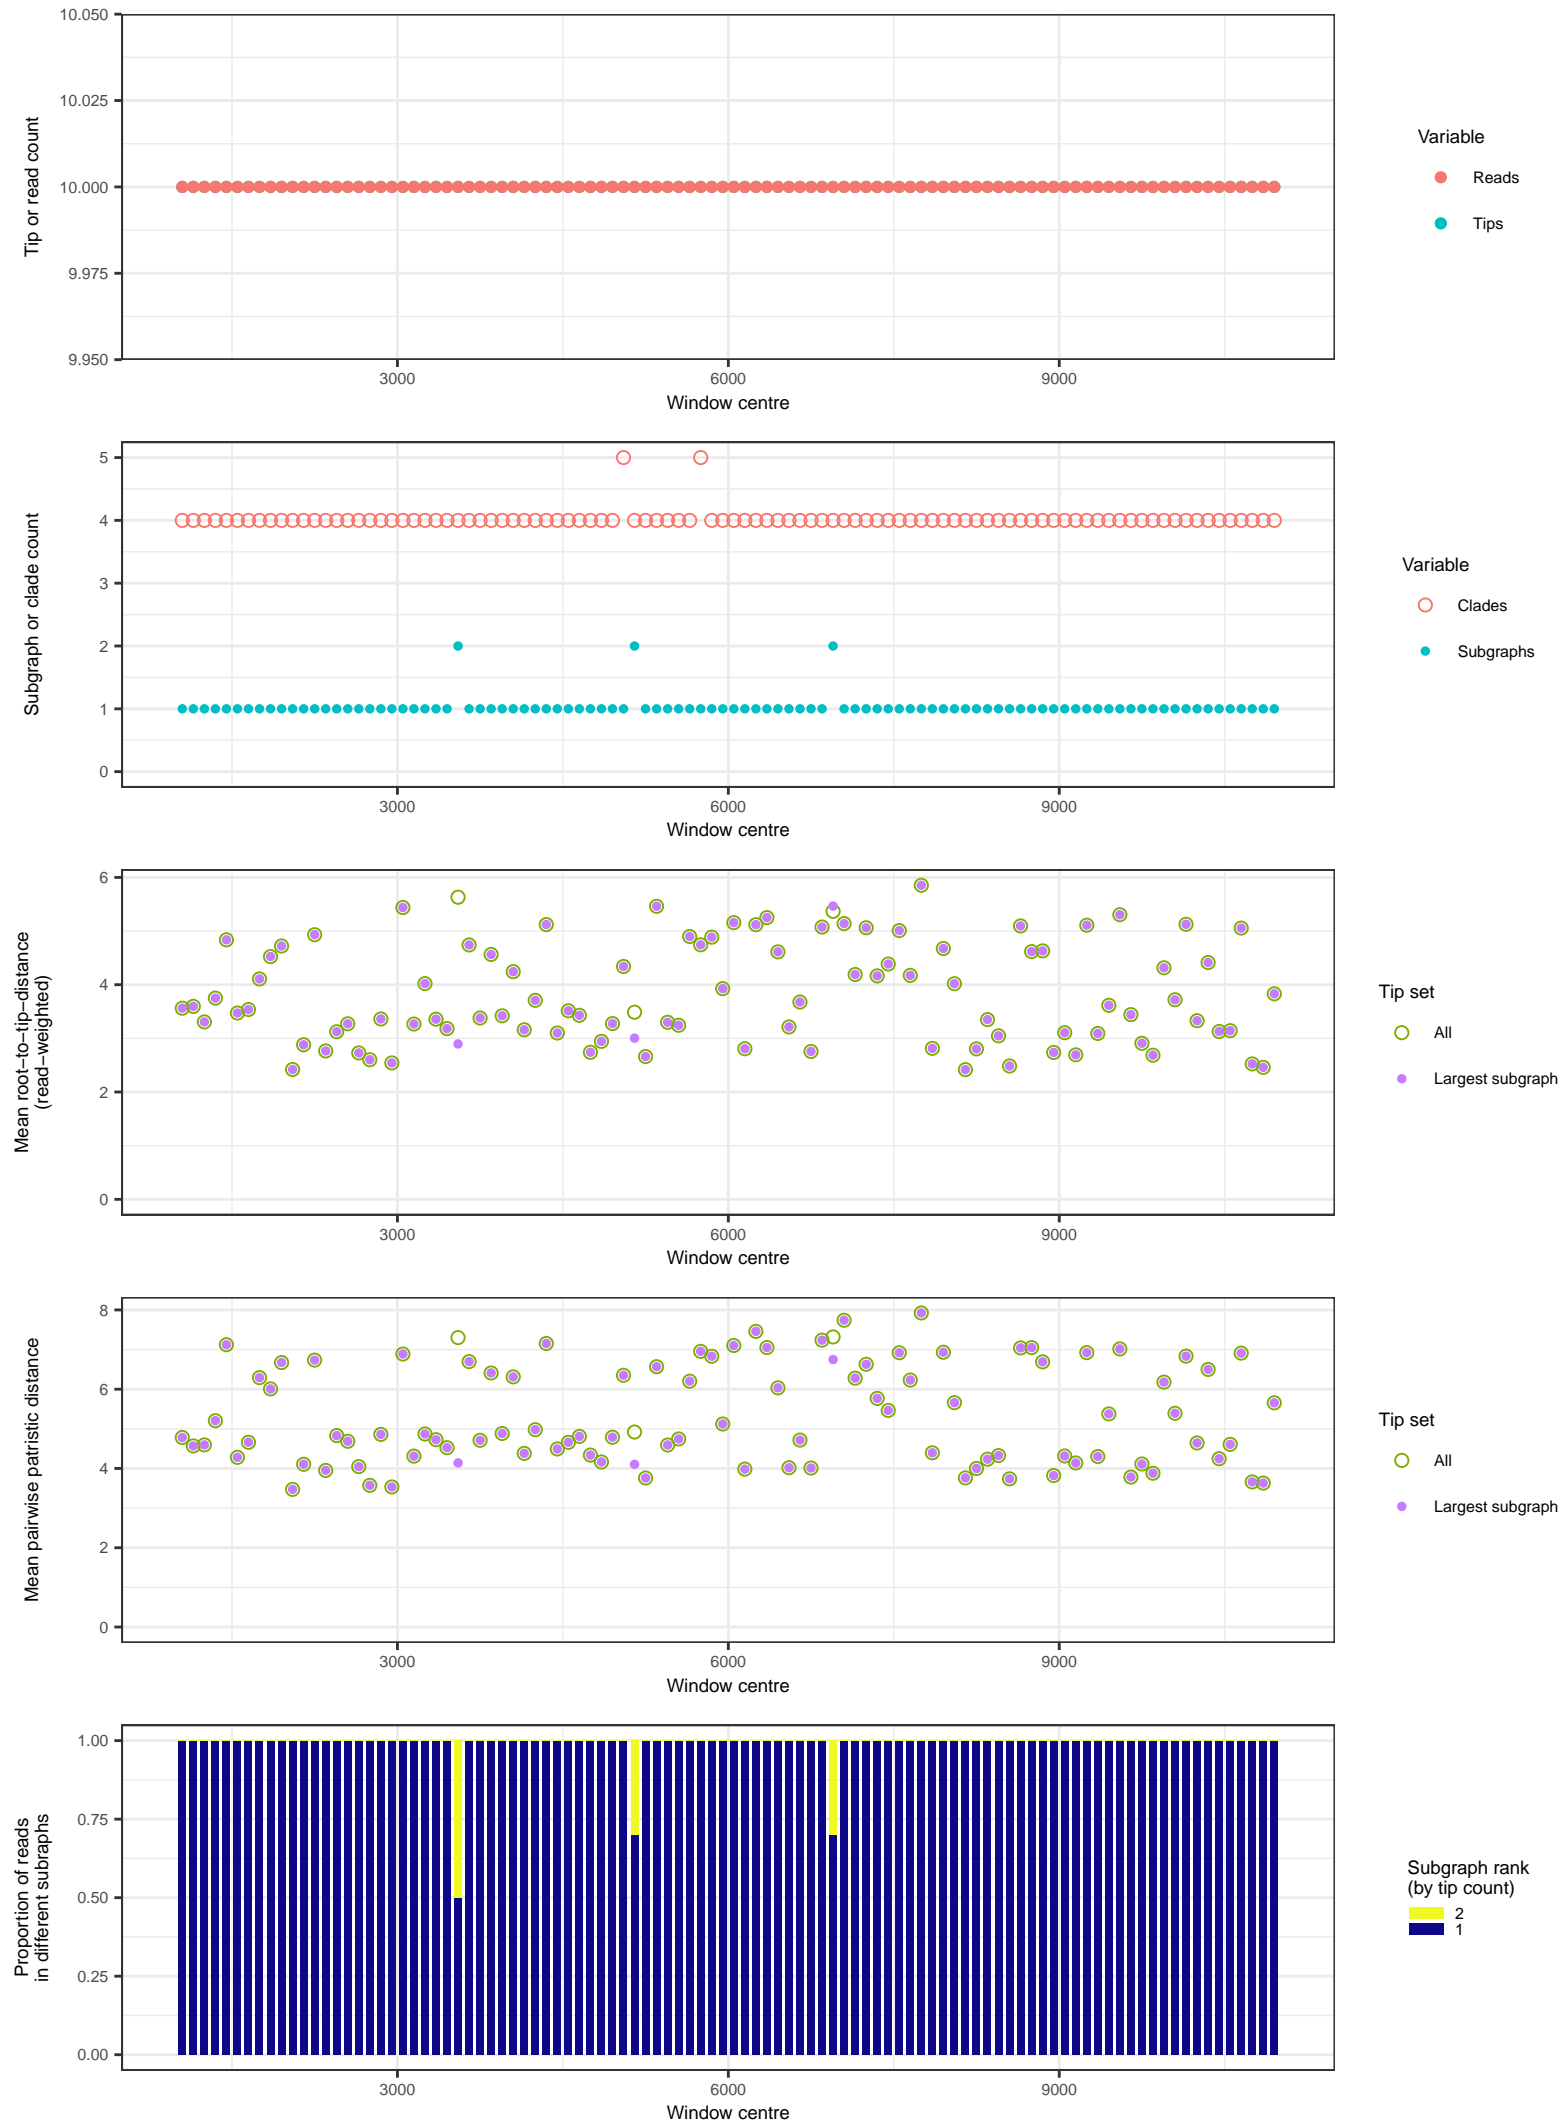 10.050
10.025
10.000
9.975
9.950
Tip or read count
3000
6000
9000
Window centre
Variable
Reads
Tips
5
4
3
2
1
0
Subgraph or clade count
3000
6000
9000
Window centre
Variable
Clades
Subgraphs
6
4
2
0
Mean root−to−tip−distance
(read−weighted)
3000
6000
9000
Window centre
Tip set
All
Largest subgraph
8
6
4
2
0
Mean pairwise patristic distance
3000
6000
9000
Window centre
Tip set
All
Largest subgraph
1.00
0.75
0.50
0.25
0.00
Proportion of reads
in different subraphs
3000
6000
9000
Window centre
Subgraph rank
(by tip count)
2
1